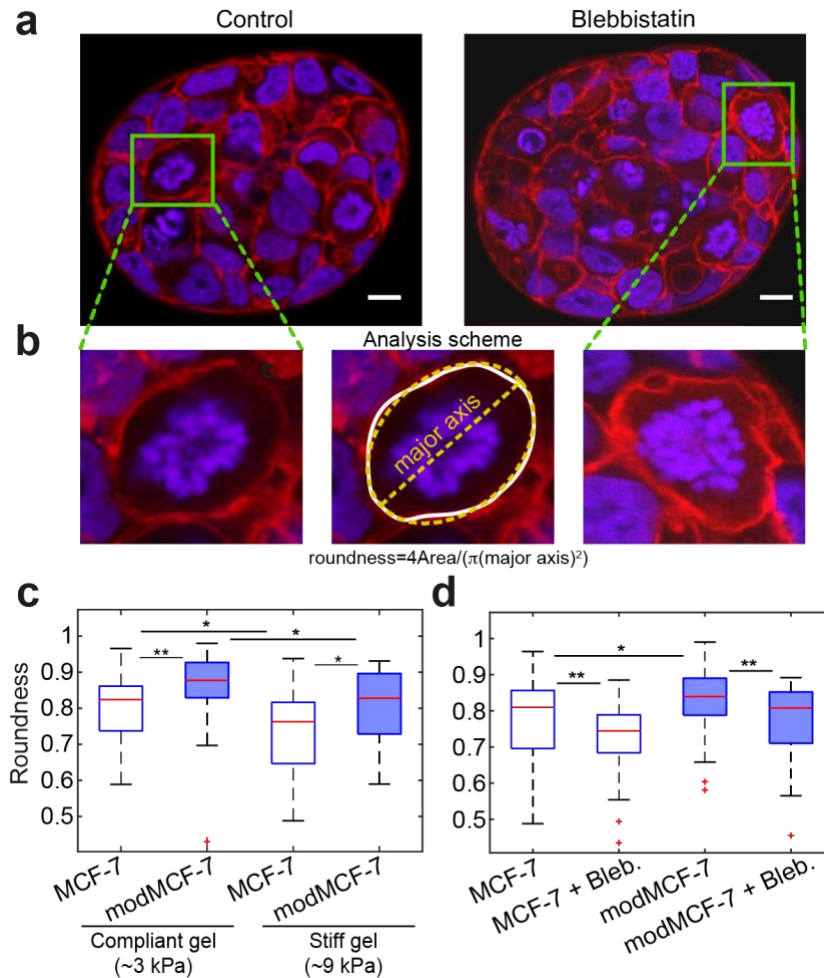 a
Control
Blebbistatin
b
Analysis scheme
major axis
roundness=4Area/(π(major axis)²)
c
d
Roundness
1
0.9
0.8
0.7
0.6
0.5
*
*
**
*
MCF-7
modMCF-7
MCF-7
modMCF-7
Compliant gel
(~3 kPa)
Stiff gel
(~9 kPa)
1
0.9
0.8
0.7
0.6
0.5
*
**
**
MCF-7
MCF-7 + Bleb.
modMCF-7
modMCF-7 + Bleb.